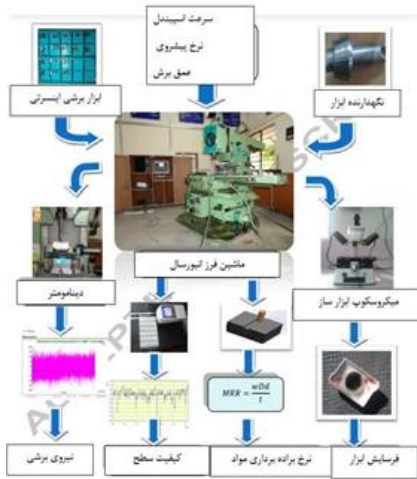 سرعت اسپیندل
نرخ پیشروی
عمق برش
ابزار برشی اینسرتی
نگهدارنده ابزار
ماشین فرز انیورسال
دینامومتر
میکروسکوپ ابزار ساز
MRR = wDd / t
نیروی برشی
کیفیت سطح
نرخ براده برداری مواد
فرسایش ابزار